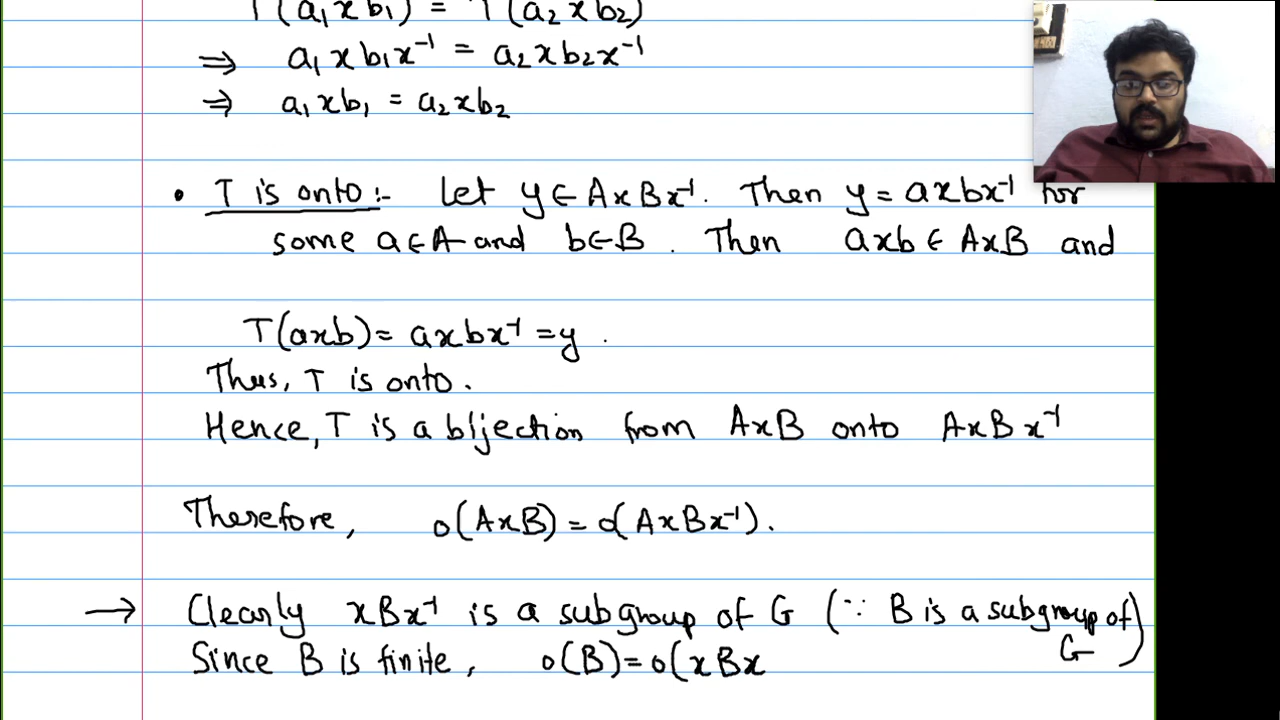 T(a₁xb₁) = T(a₂xb₂)
⇒ a₁xb₁x⁻¹ = a₂xb₂x⁻¹
⇒ a₁xb₁ = a₂xb₂
• T is onto:- Let y∈AxBx⁻¹. Then y = axbx⁻¹ for
some a∈A and b∈B. Then axb ∈ AxB and
T(axb) = axbx⁻¹ = y.
Thus, T is onto.
Hence, T is a bijection from AxB onto AxBx⁻¹
Therefore, o(AxB) = o(AxBx⁻¹).
→ Clearly xBx⁻¹ is a subgroup of G (∵ B is a subgroup of G)
Since B is finite, o(B) = o(xBx